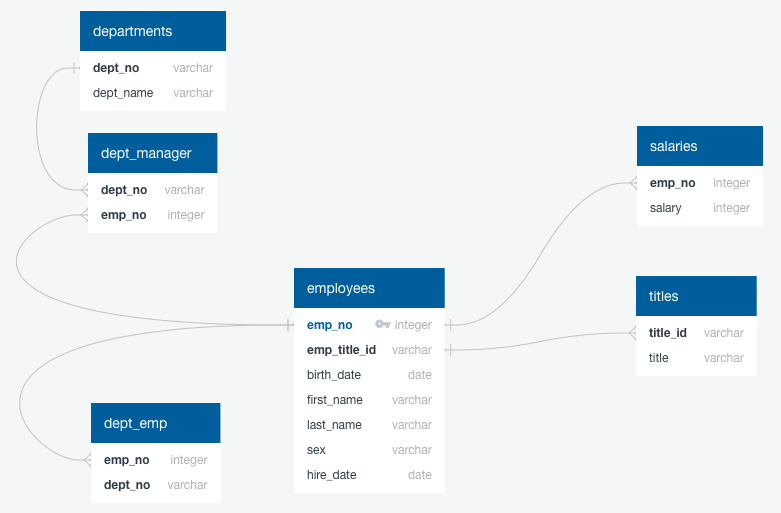 departments
dept_no varchar
dept_name varchar
dept_manager
dept_no varchar
emp_no integer
salaries
emp_no integer
salary integer
employees
emp_no integer
emp_title_id varchar
birth_date date
first_name varchar
last_name varchar
sex varchar
hire_date date
titles
title_id varchar
title varchar
dept_emp
emp_no integer
dept_no varchar